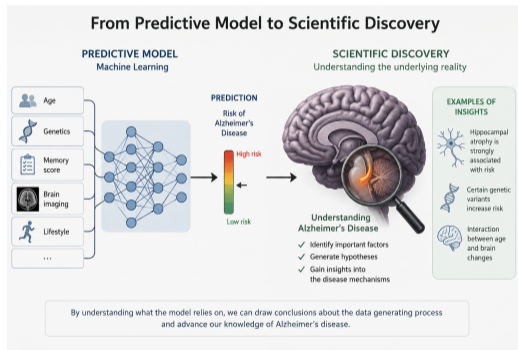 From Predictive Model to Scientific Discovery
PREDICTIVE MODEL
Machine Learning
SCIENTIFIC DISCOVERY
Understanding the underlying reality
Age
Genetics
Memory
score
Brain
imaging
Lifestyle
...
PREDICTION
Risk of
Alzheimer's
Disease
High risk
Low risk
Understanding
Alzheimer's Disease
✓ Identify important factors
✓ Generate hypotheses
✓ Gain insights into
the disease mechanisms
EXAMPLES OF
INSIGHTS
Hippocampal
atrophy is
strongly
associated
with risk
Certain genetic
variants
increase risk
Interaction
between age
and brain
changes
By understanding what the model relies on, we can draw conclusions about the data generating process
and advance our knowledge of Alzheimer's disease.